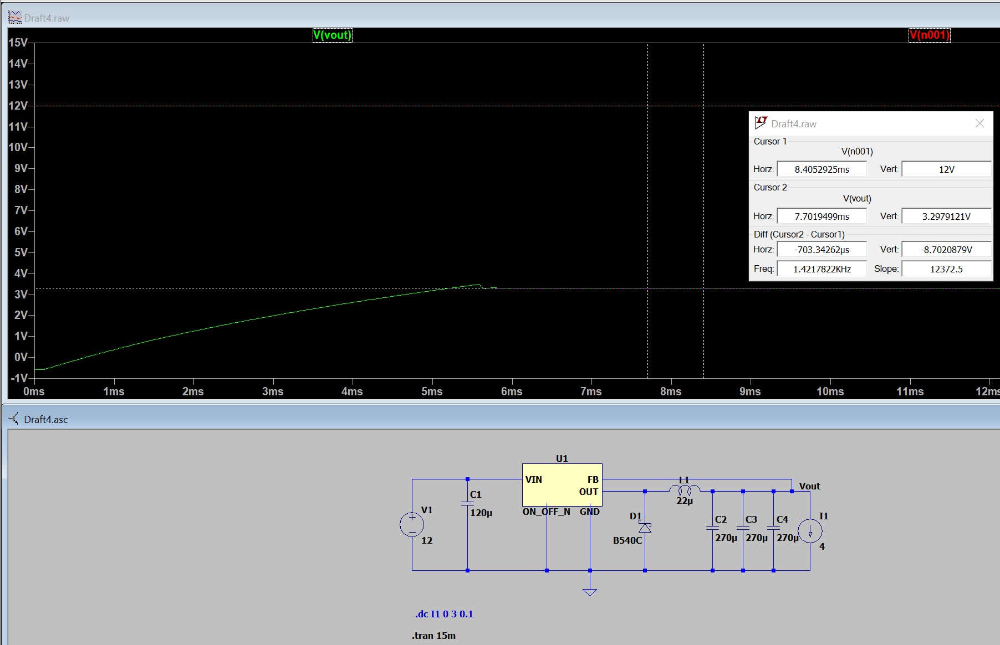 Draft4.raw
V(vout) V(n001)
15V
14V
13V
12V
11V
10V
9V
8V
7V
6V
5V
4V
3V
2V
1V
0V
-1V
0ms 1ms 2ms 3ms 4ms 5ms 6ms 7ms 8ms 9ms 10ms 11ms 12ms
Draft4.raw
Cursor 1
V(n001)
Horz: 8.4052925ms Vert: 12V
Cursor 2
V(vout)
Horz: 7.7019499ms Vert: 3.2979121V
Diff (Cursor2 - Cursor1)
Horz: -703.34262µs Vert: -8.7020879V
Freq: 1.4217822KHz Slope: 12372.5
Draft4.asc
U1
VIN FB
OUT
ON_OFF_N GND
L1
22µ
Vout
C1
120µ
V1
12
D1
B540C
C2
270µ
C3
270µ
C4
270µ
I1
4
.dc I1 0 3 0.1
.tran 15m